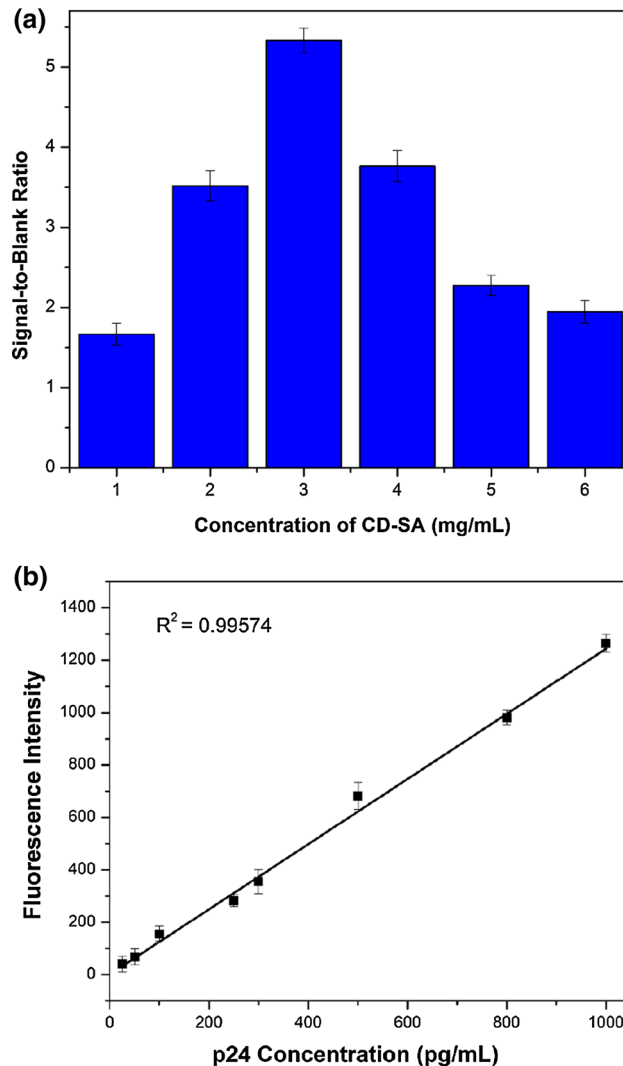 (a)
5
4
3
2
1
0
Signal-to-Blank Ratio
1 2 3 4 5 6
Concentration of CD-SA (mg/mL)
(b)
1400
1200
1000
800
600
400
200
0
R² = 0.99574
Fluorescence Intensity
0 200 400 600 800 1000
p24 Concentration (pg/mL)